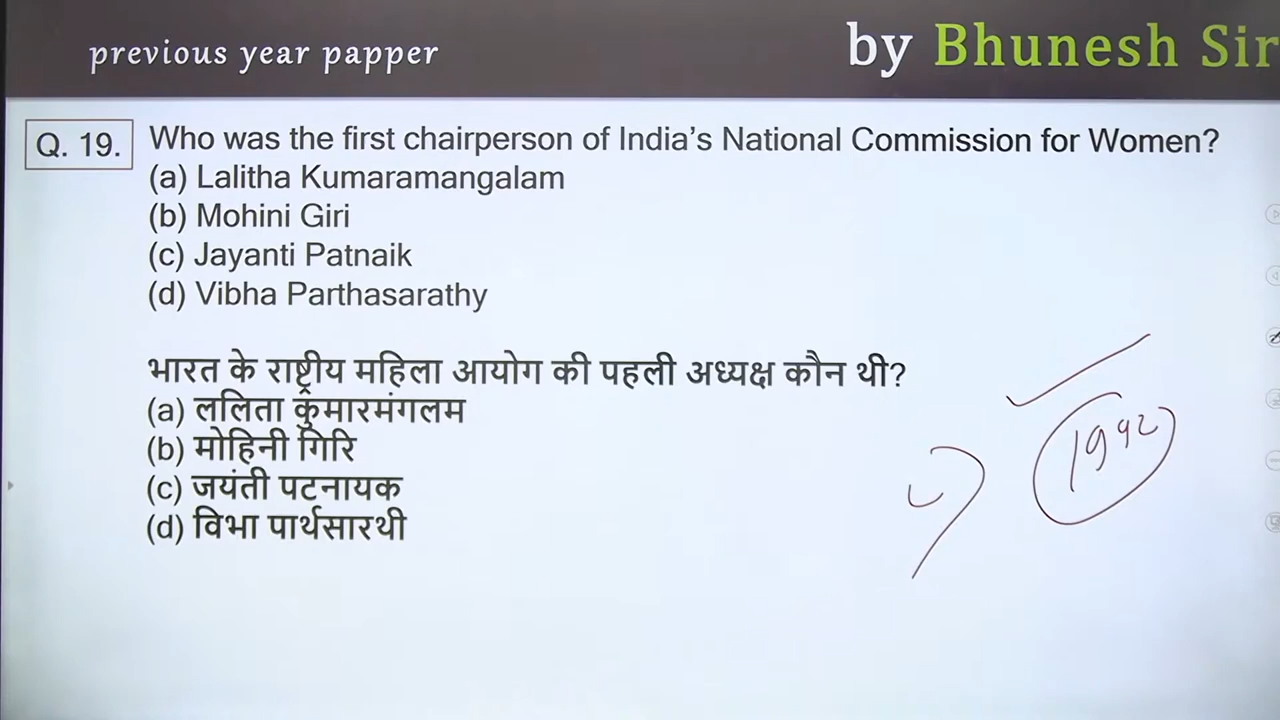 previous year papper
by Bhunesh Sir
Q. 19. Who was the first chairperson of India's National Commission for Women?
(a) Lalitha Kumaramangalam
(b) Mohini Giri
(c) Jayanti Patnaik
(d) Vibha Parthasarathy
भारत के राष्ट्रीय महिला आयोग की पहली अध्यक्ष कौन थी?
(a) ललिता कुमारमंगलम
(b) मोहिनी गिरि
(c) जयंती पटनायक
(d) विभा पार्थसारथी
1992